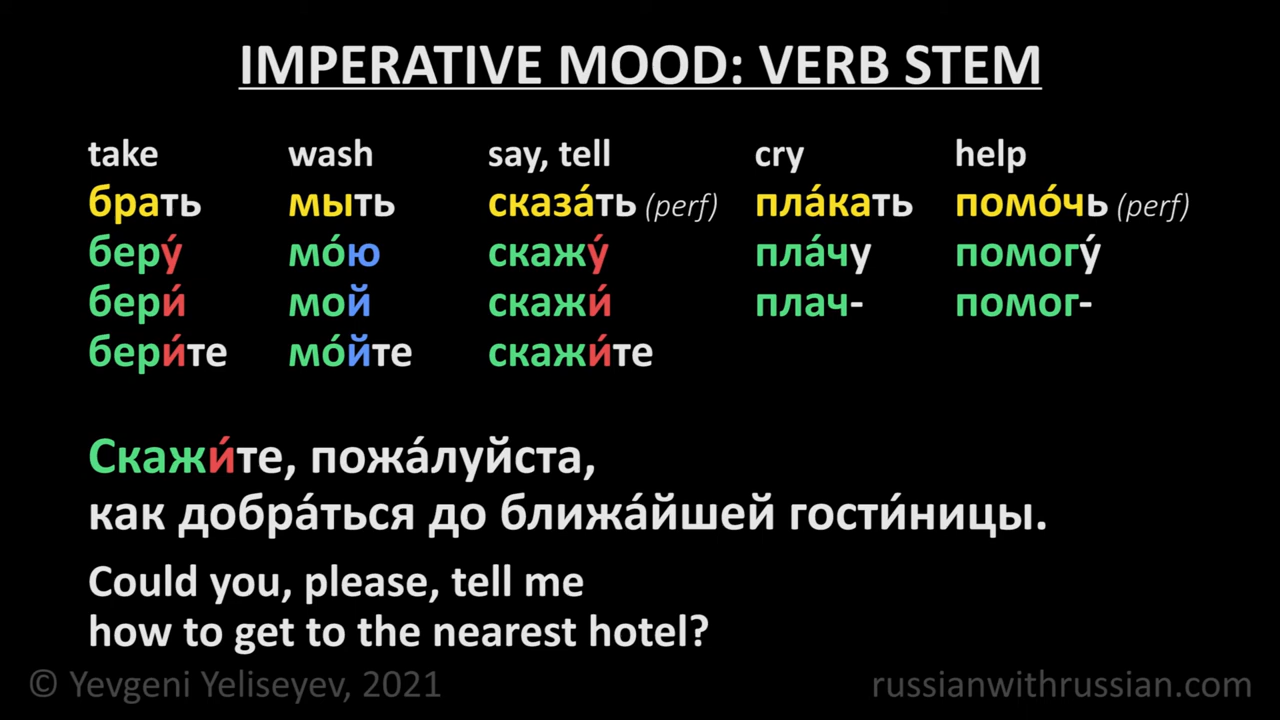 IMPERATIVE MOOD: VERB STEM
take wash say, tell cry help
брать мыть сказа́ть (perf) пла́кать помо́чь (perf)
беру́ мо́ю скажу́ пла́чу помогу́
бери́ мой скажи́ плач- помог-
бери́те мо́йте скажи́те
Скажи́те, пожа́луйста,
как добра́ться до ближа́йшей гости́ницы.
Could you, please, tell me
how to get to the nearest hotel?
© Yevgeni Yeliseyev, 2021 russianwithrussian.com